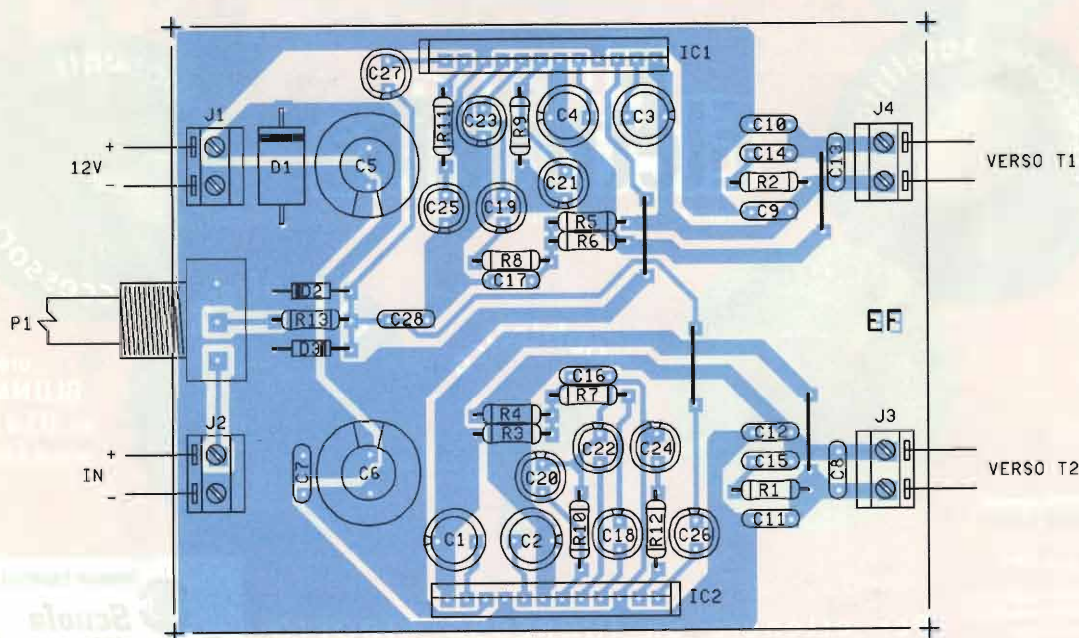 IC1
C27
R11
C23
R9
C4
C3
J1
+
12V
-
D1
C5
C25
C19
C21
C10
C14
C13
R2
C9
J4
VERSO T1
R5
R6
R8
C17
P1
D2
R13
D3
C28
EF
C16
R7
R4
R3
C22
C24
C20
J2
+
IN
-
C7
C6
C12
C15
C8
R1
C11
J3
VERSO T2
C1
C2
R10
C18
R12
C26
IC2
Scuola